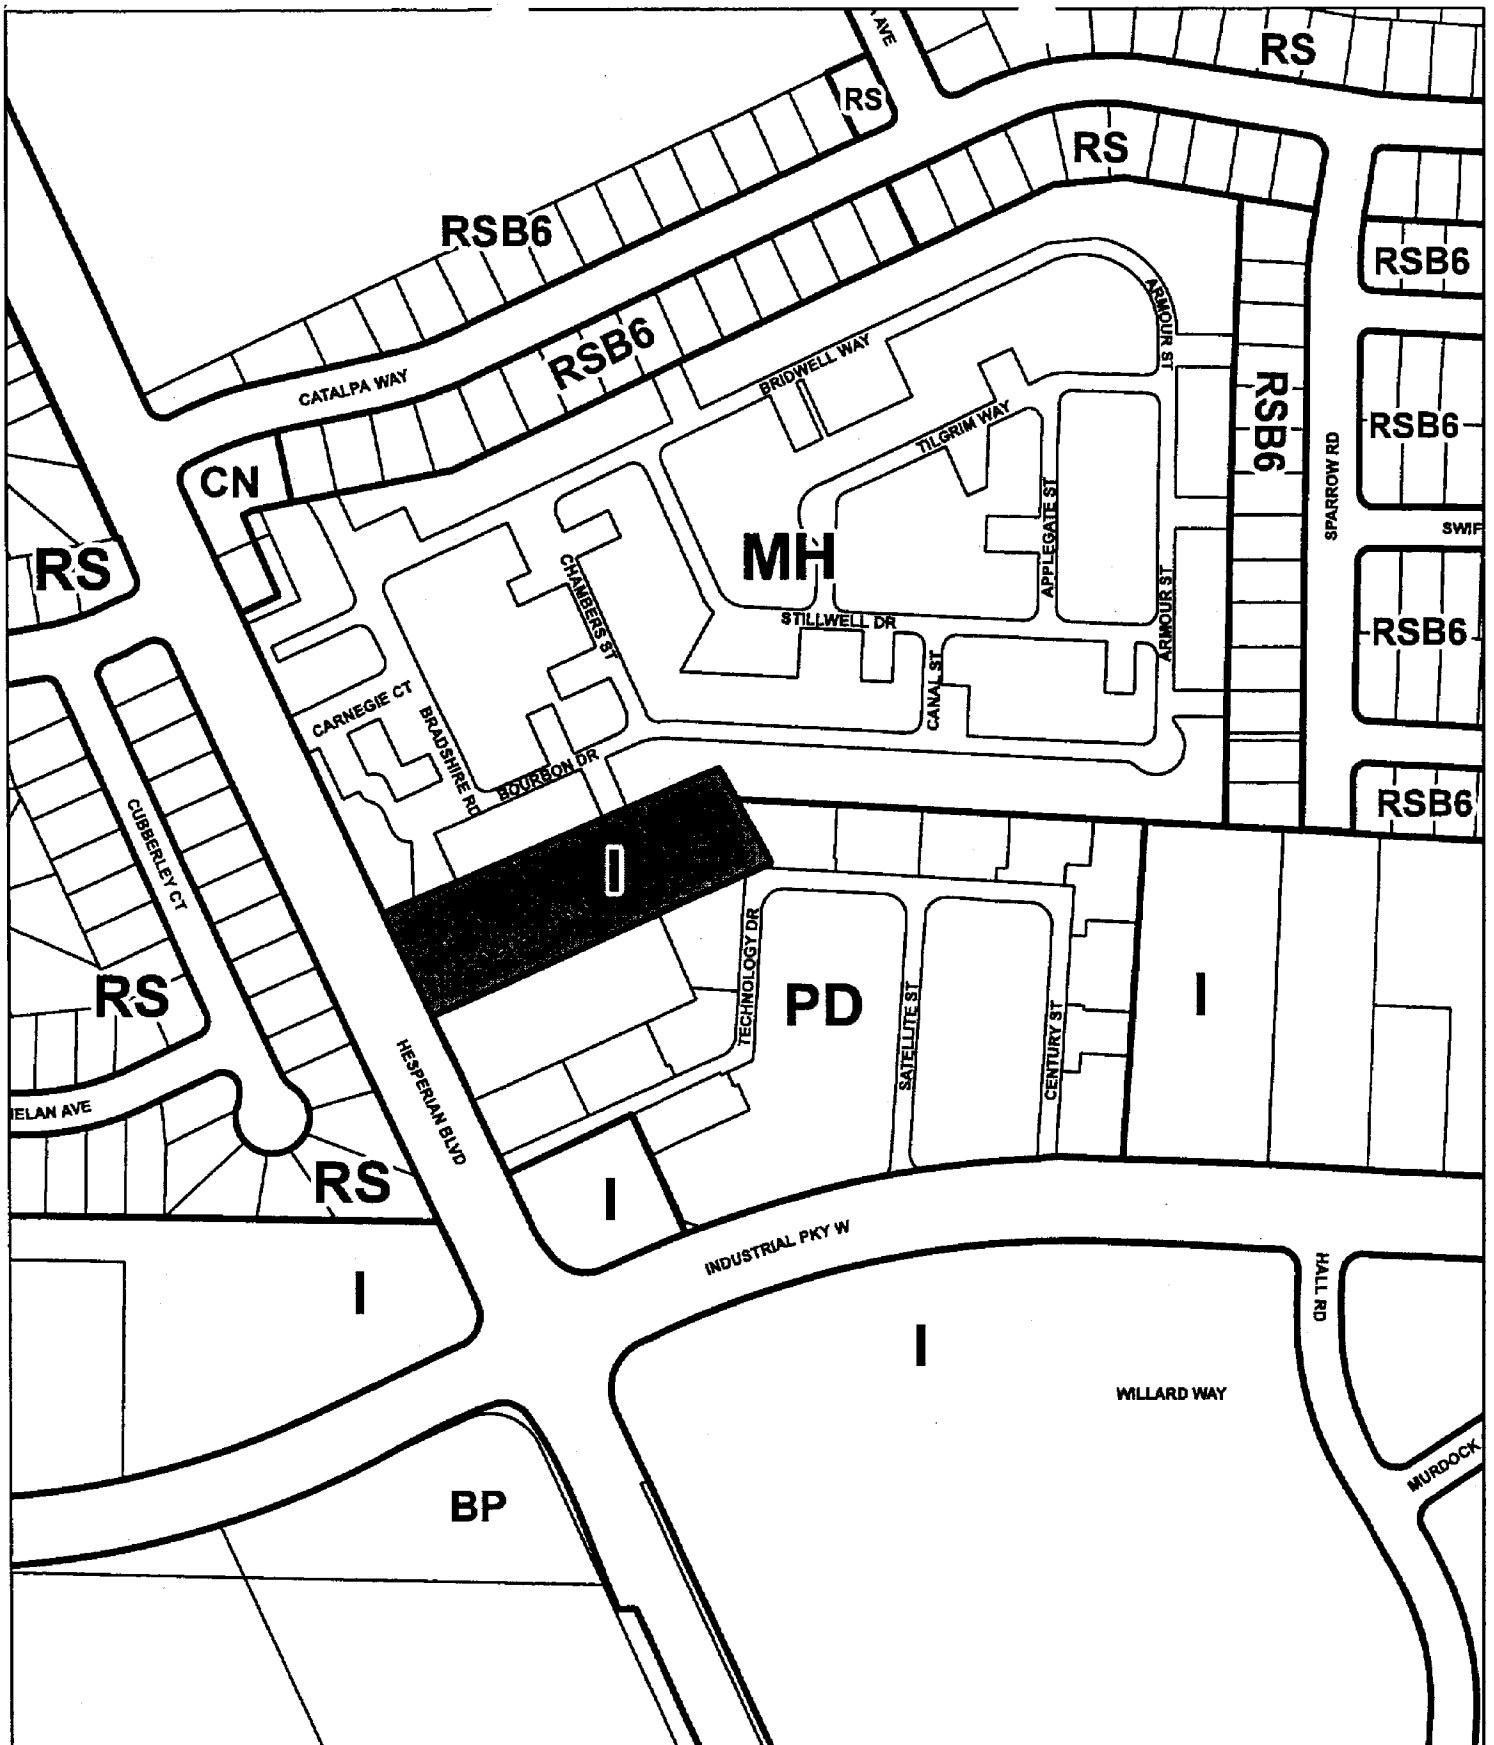 AVE
RS
RS
RS
RSB6
RSB6
RSB6
CATALPA WAY
BRIDWELL WAY
ARMOUR ST
TILGRIM WAY
RSB6
RSB6
SPARROW RD
CN
SWIF
RS
MH
APPLEGATE ST
CHAMBERS ST
STILLWELL DR
ARMOUR ST
RSB6
CANAL ST
CARNEGIE CT
BRADSHIRE RD
BOURBON DR
RSB6
CUBBERLEY CT
I
TECHNOLOGY DR
RS
PD
SATELLITE ST
CENTURY ST
I
HESPERIAN BLVD
IELAN AVE
RS
I
INDUSTRIAL PKY W
I
HALL RD
I
WILLARD WAY
MURDOCK
BP